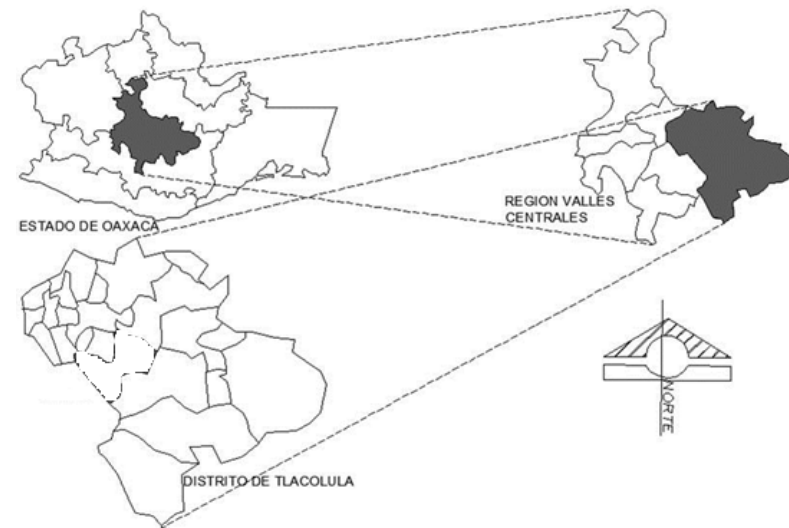 ESTADO DE OAXACA
REGION VALLES
CENTRALES
DISTRITO DE TLACOLULA
NORTE